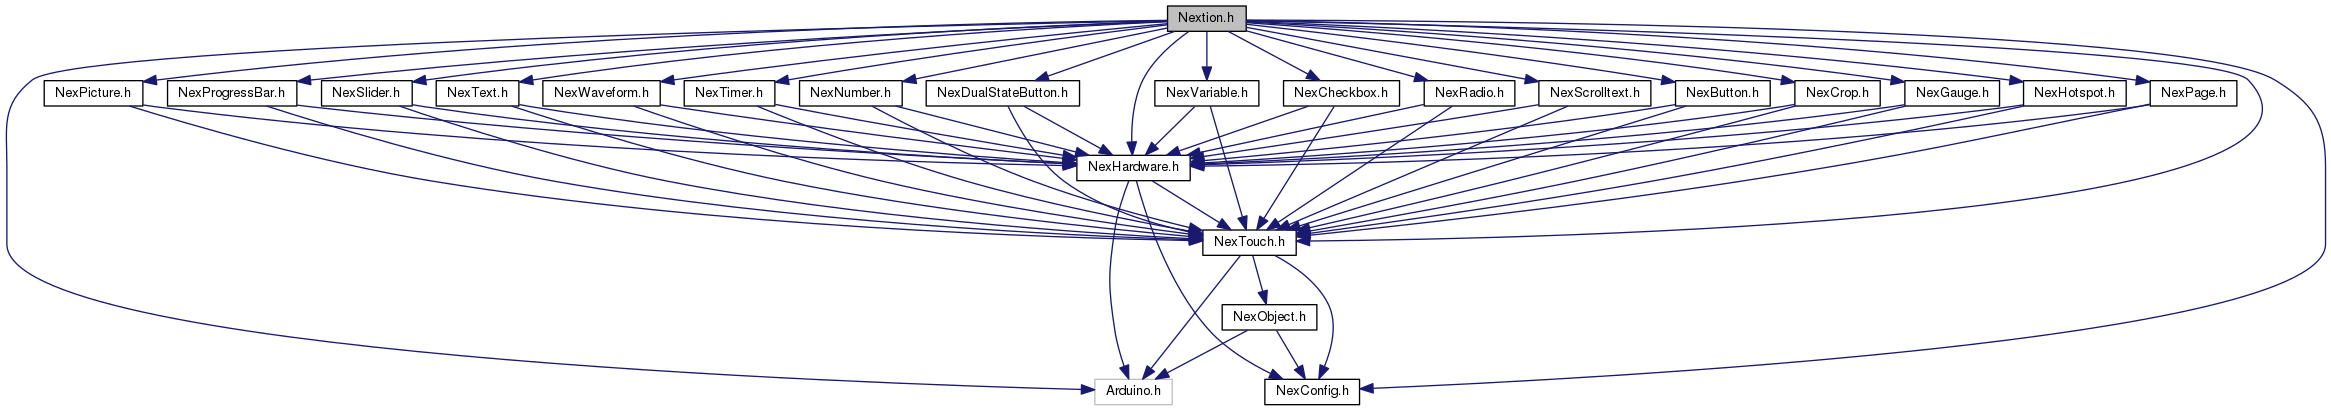 Nextion.h
NexPicture.h
NexProgressBar.h
NexSlider.h
NexText.h
NexWaveform.h
NexTimer.h
NexNumber.h
NexDualStateButton.h
NexVariable.h
NexCheckbox.h
NexRadio.h
NexScrolltext.h
NexButton.h
NexCrop.h
NexGauge.h
NexHotspot.h
NexPage.h
NexHardware.h
NexTouch.h
NexObject.h
Arduino.h
NexConfig.h